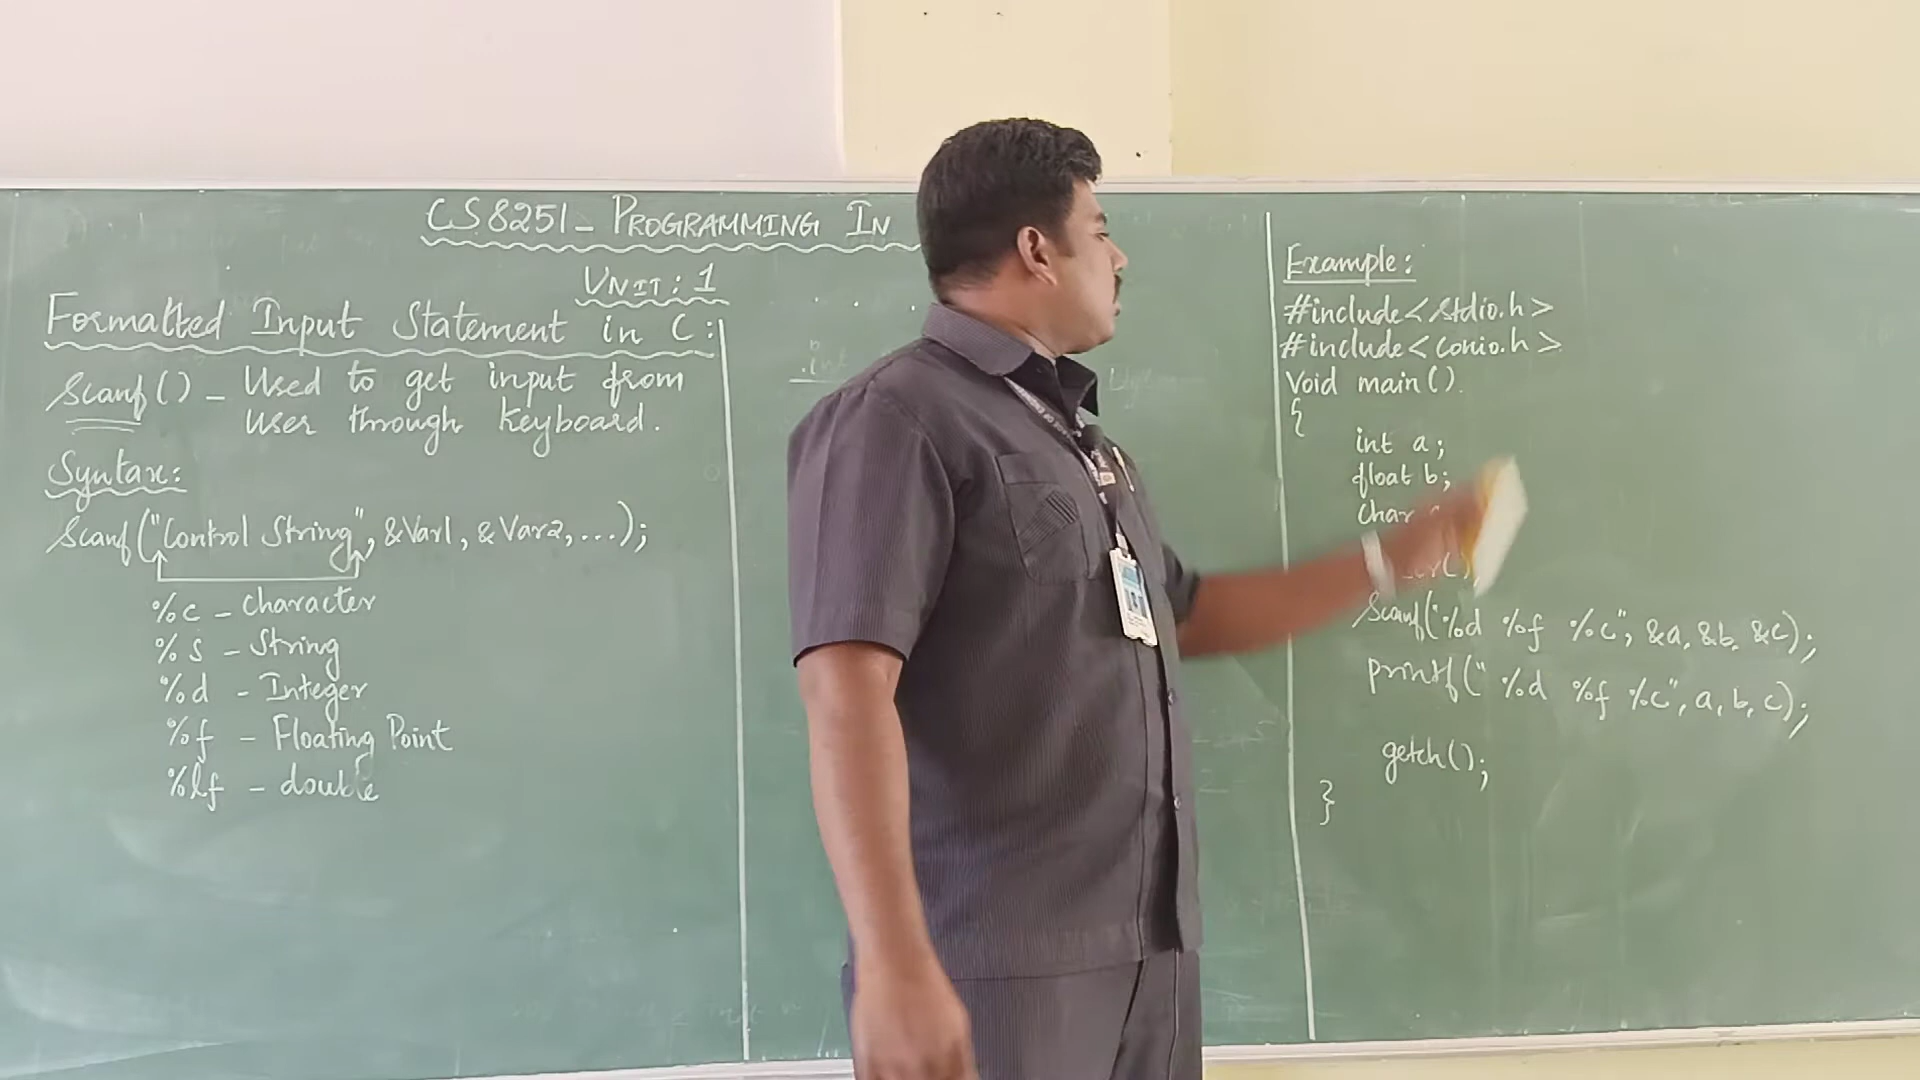 CS8251 - PROGRAMMING IN
UNIT : 1
Formatted Input Statement in C :
Scanf() - Used to get input from
User through Keyboard.
Syntax:
Scanf("Control String", &Var1, &Var2, ...);
%c - Character
%s - String
%d - Integer
%f - Floating Point
%lf - double
Example :
#include<stdio.h>
#include<conio.h>
Void main()
{
int a;
float b;
Char
Scanf("%d %f %c", &a, &b, &c);
printf(" %d %f %c", a, b, c);
getch();
}